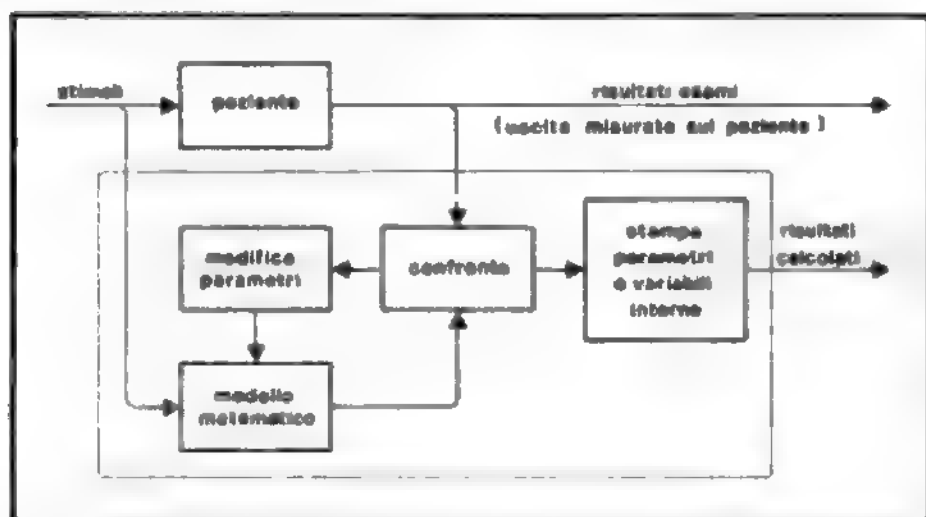 stimoli
paziente
risultati esami
(uscite misurate sul paziente)
modifica
parametri
confronto
stampa
parametri
e variabili
interne
risultati
calcolati
modello
matematico